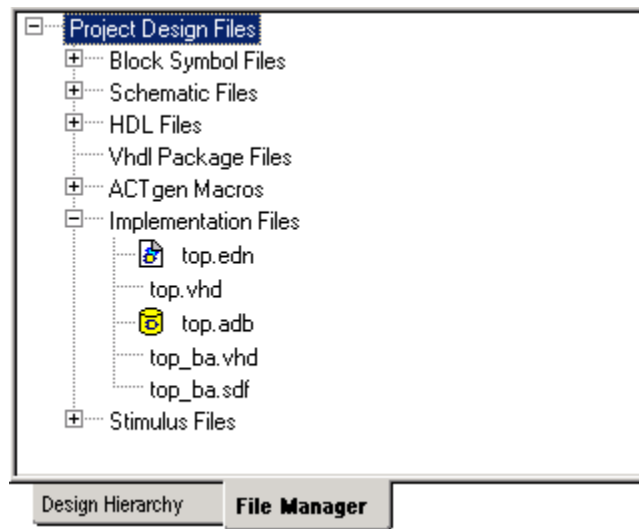 Project Design Files
Block Symbol Files
Schematic Files
HDL Files
Vhdl Package Files
ACTgen Macros
Implementation Files
top.edn
top.vhd
top.adb
top_ba.vhd
top_ba.sdf
Stimulus Files
Design Hierarchy File Manager